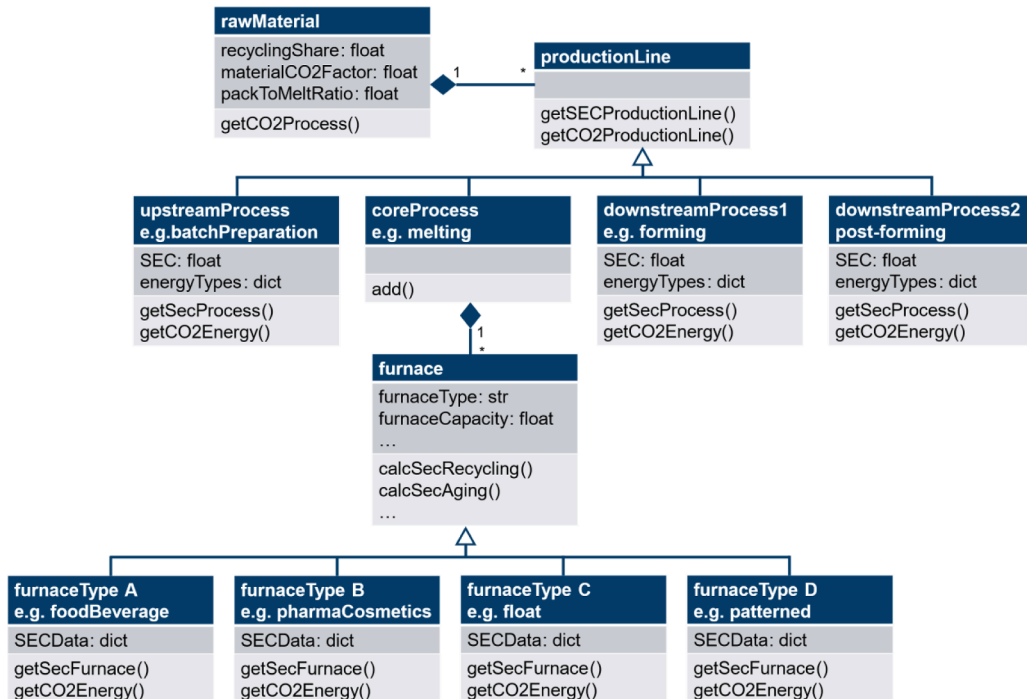 rawMaterial
recyclingShare: float
materialCO2Factor: float
packToMeltRatio: float
getCO2Process()
1
*
productionLine
getSECProductionLine()
getCO2ProductionLine()
upstreamProcess
e.g.batchPreparation
SEC: float
energyTypes: dict
getSecProcess()
getCO2Energy()
coreProcess
e.g. melting
add()
downstreamProcess1
e.g. forming
SEC: float
energyTypes: dict
getSecProcess()
getCO2Energy()
downstreamProcess2
post-forming
SEC: float
energyTypes: dict
getSecProcess()
getCO2Energy()
1
*
furnace
furnaceType: str
furnaceCapacity: float
…
calcSecRecycling()
calcSecAging()
…
furnaceType A
e.g. foodBeverage
SECData: dict
getSecFurnace()
getCO2Energy()
furnaceType B
e.g. pharmaCosmetics
SECData: dict
getSecFurnace()
getCO2Energy()
furnaceType C
e.g. float
SECData: dict
getSecFurnace()
getCO2Energy()
furnaceType D
e.g. patterned
SECData: dict
getSecFurnace()
getCO2Energy()